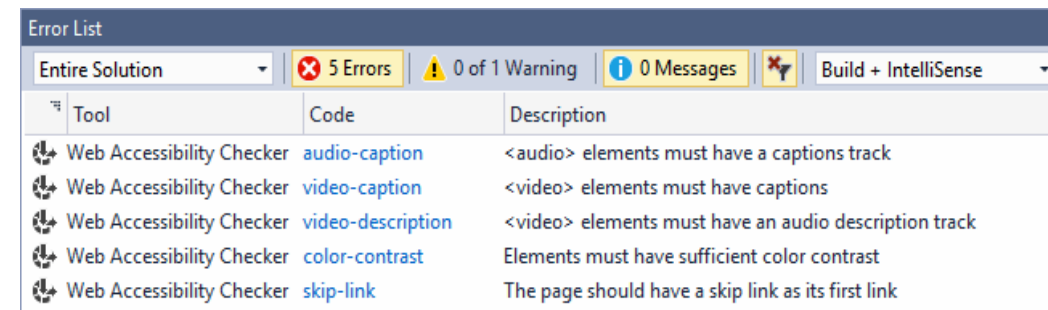 Error List
Entire Solution 5 Errors 0 of 1 Warning 0 Messages Build + IntelliSense
Tool Code Description
Web Accessibility Checker audio-caption <audio> elements must have a captions track
Web Accessibility Checker video-caption <video> elements must have captions
Web Accessibility Checker video-description <video> elements must have an audio description track
Web Accessibility Checker color-contrast Elements must have sufficient color contrast
Web Accessibility Checker skip-link The page should have a skip link as its first link